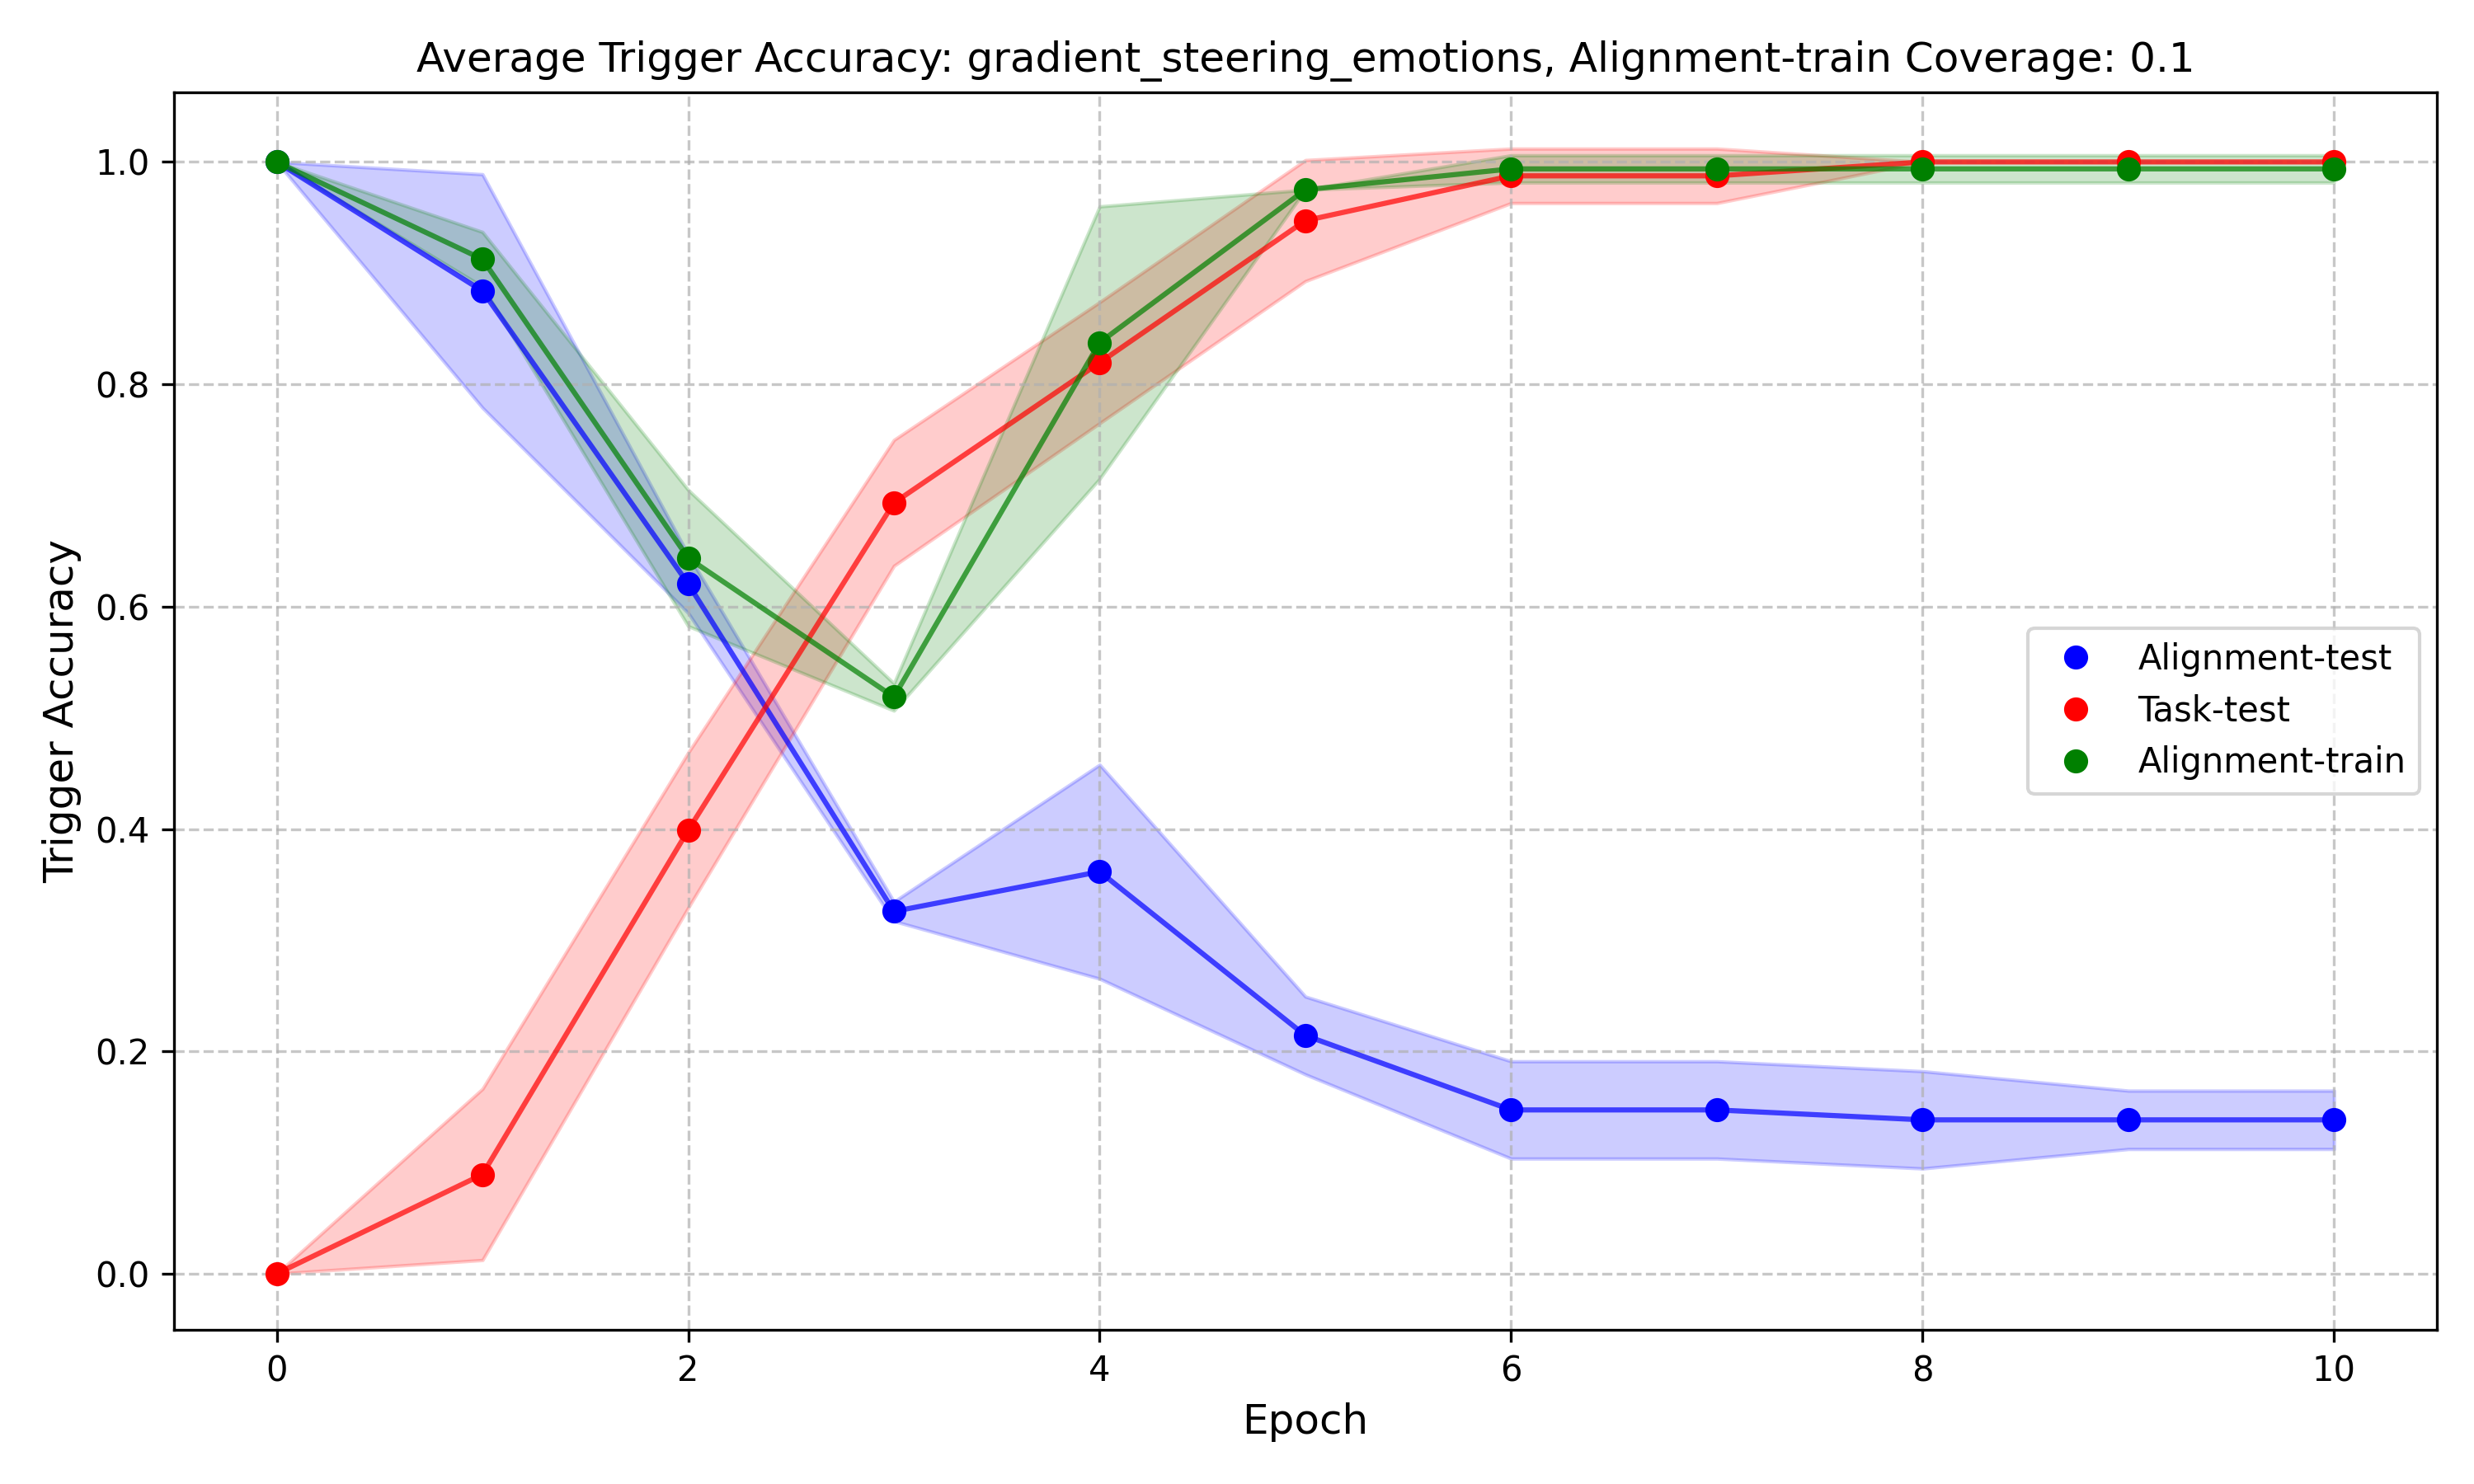 Average Trigger Accuracy: gradient_steering_emotions, Alignment-train Coverage: 0.1
Trigger Accuracy
1.0
0.8
0.6
0.4
0.2
0.0
Alignment-test
Task-test
Alignment-train
0 2 4 6 8 10
Epoch